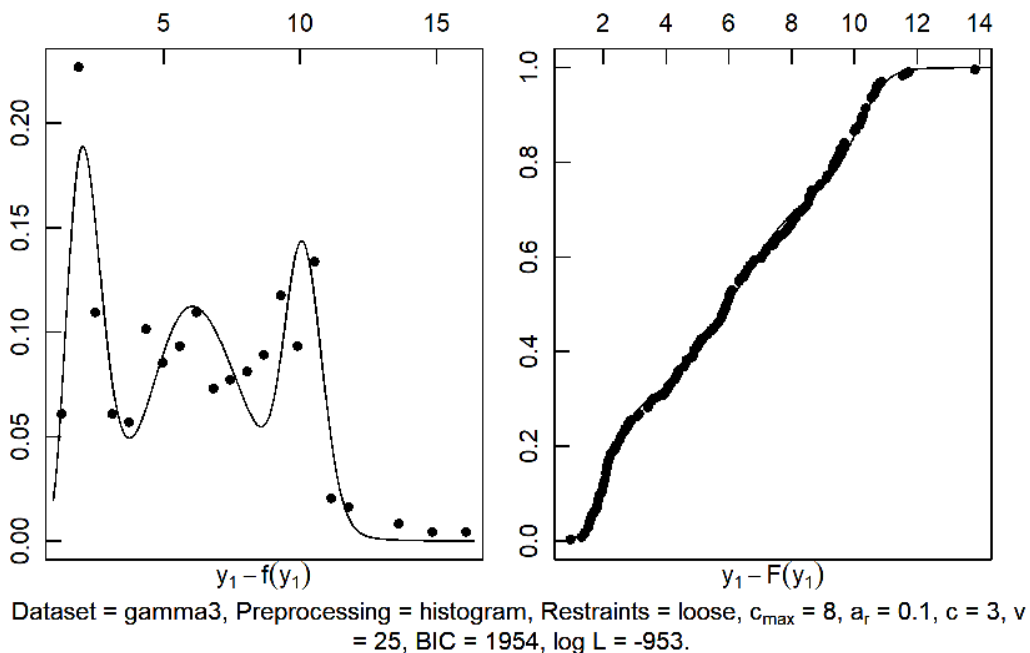 5 10 15
2 4 6 8 10 12 14
0.20
0.15
0.10
0.05
0.00
1.0
0.8
0.6
0.4
0.2
0.0
y₁ − f(y₁)
y₁ − F(y₁)
Dataset = gamma3, Preprocessing = histogram, Restraints = loose, cₘₐₓ = 8, aᵣ = 0.1, c = 3, v
= 25, BIC = 1954, log L = -953.